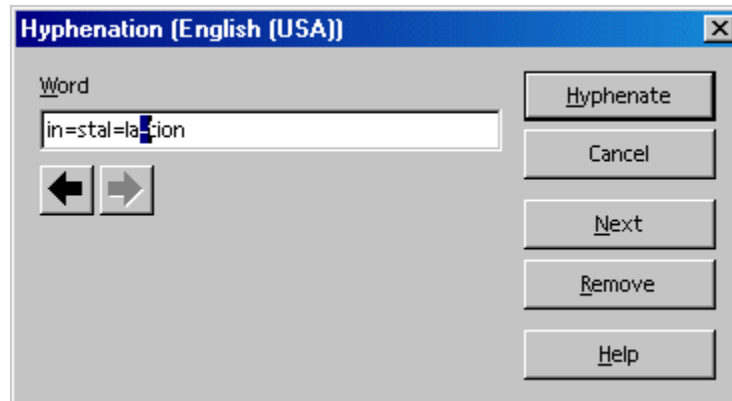 Hyphenation (English (USA))
Word
in=stal=la-tion
Hyphenate
Cancel
Next
Remove
Help